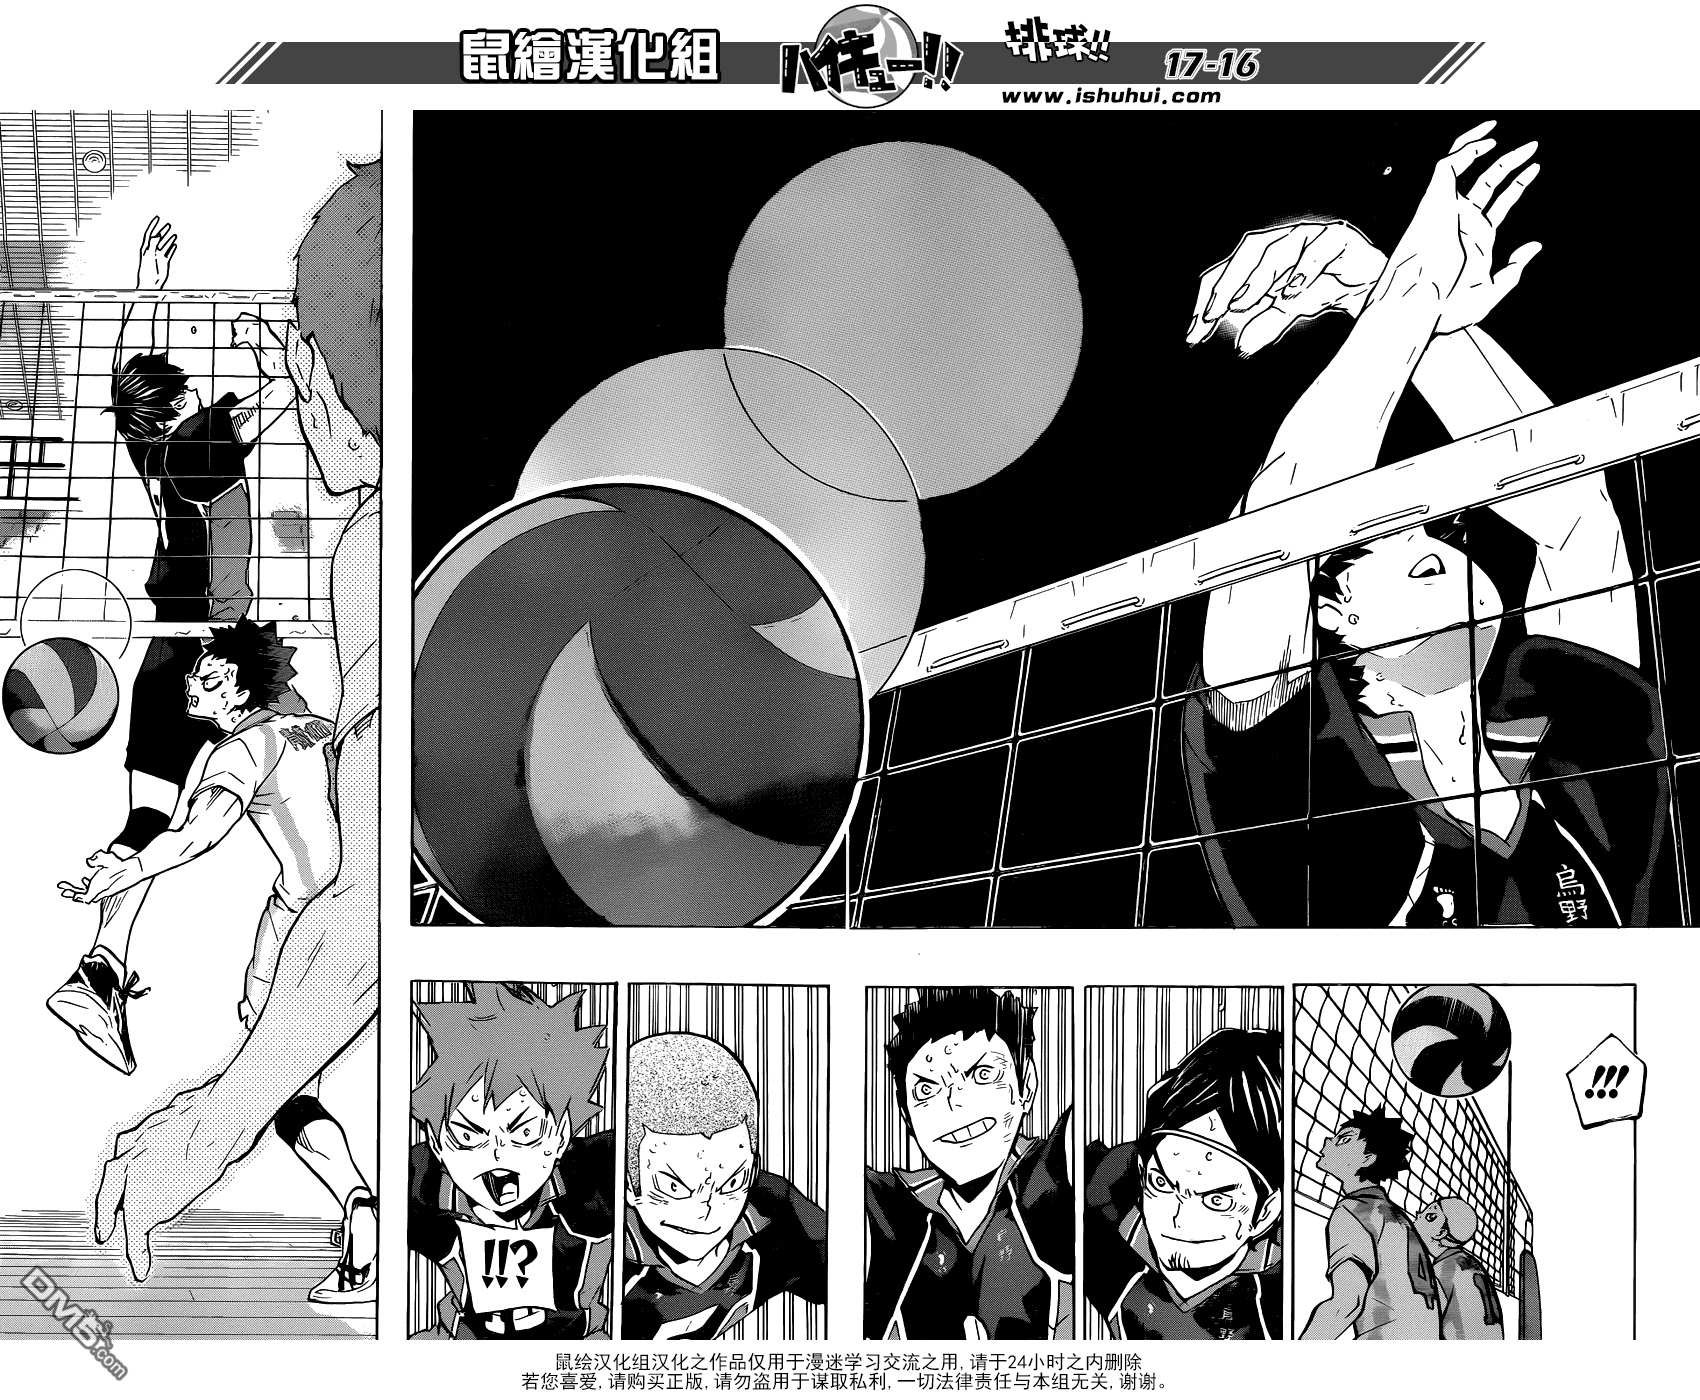 鼠繪漢化組
ハイキュー!!
排球!!
17-16
www.ishuhui.com
!!!
烏野
!!?
DM5.com
鼠绘汉化组汉化之作品仅用于漫迷学习交流之用,请于24小时之内删除
若您喜爱,请购买正版,请勿盗用于谋取私利,一切法律责任与本组无关,谢谢。